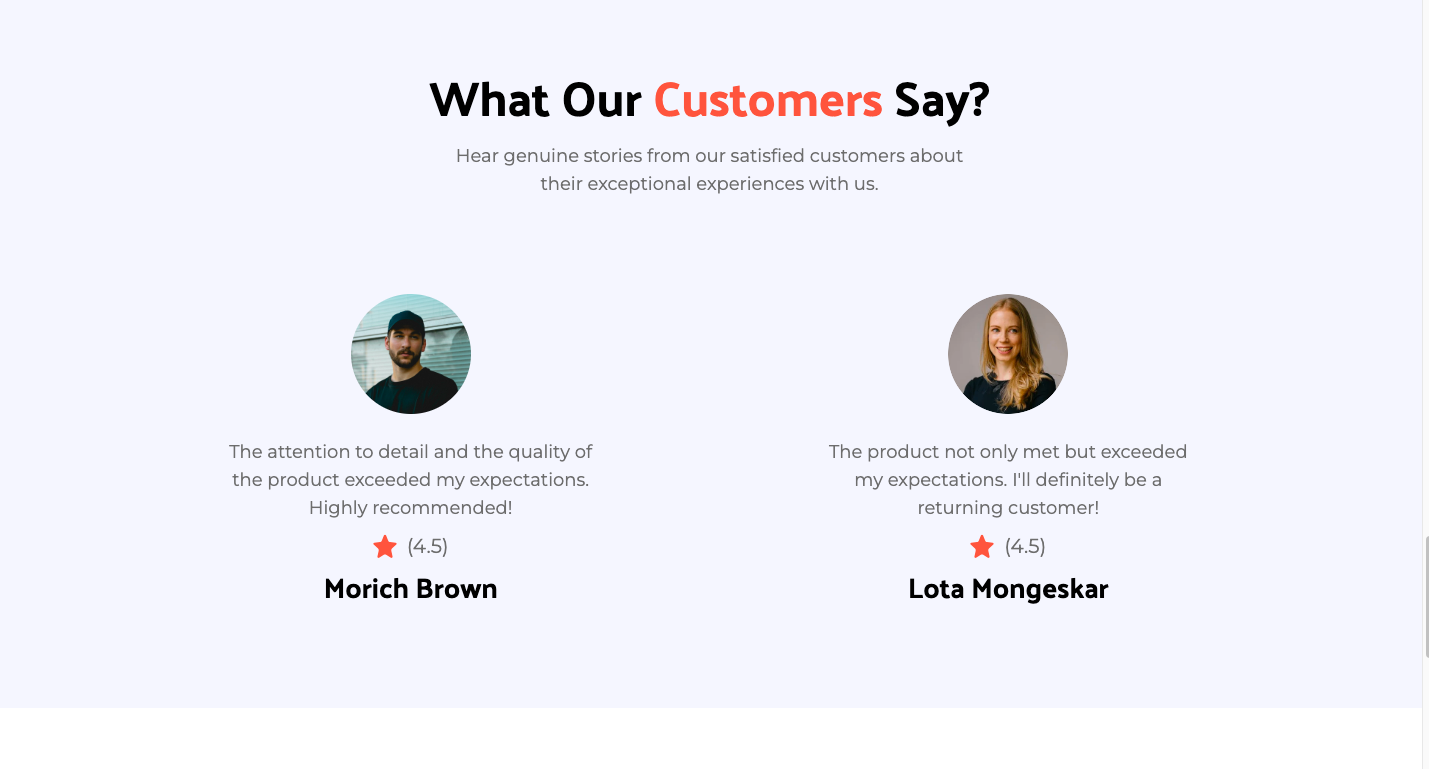 What Our Customers Say?
Hear genuine stories from our satisfied customers about
their exceptional experiences with us.
The attention to detail and the quality of
the product exceeded my expectations.
Highly recommended!
(4.5)
Morich Brown
The product not only met but exceeded
my expectations. I'll definitely be a
returning customer!
(4.5)
Lota Mongeskar